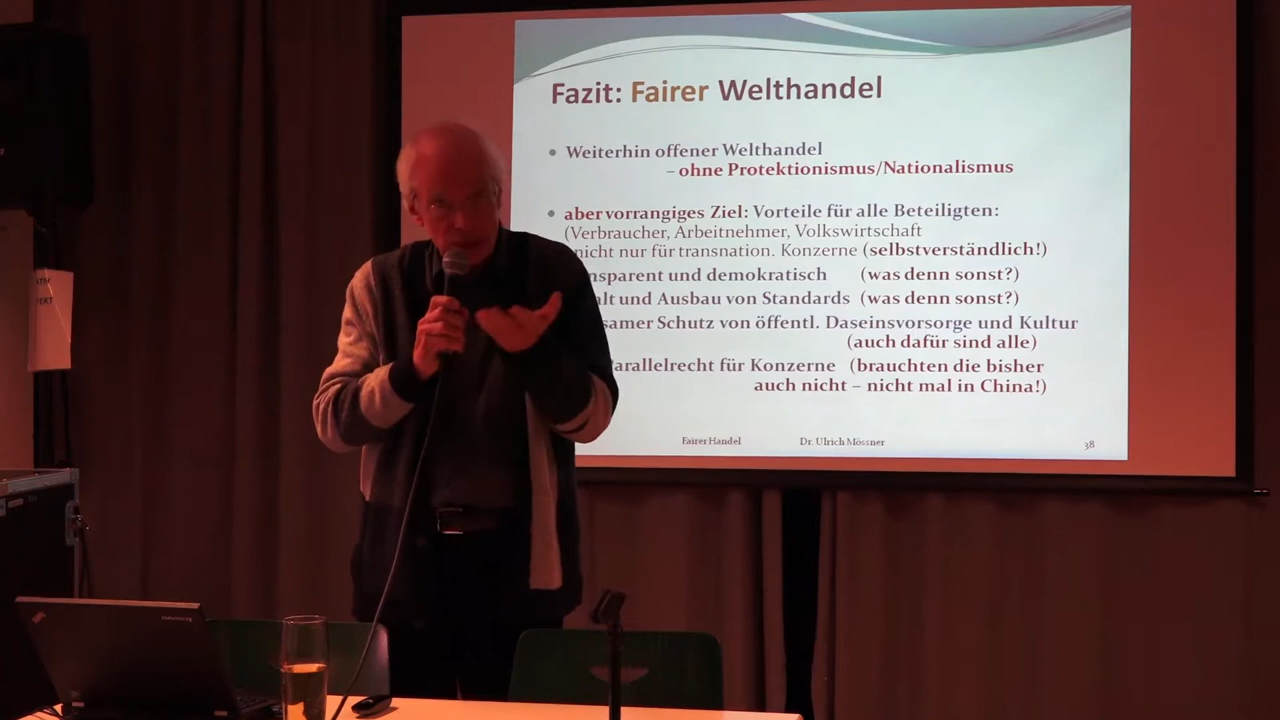 Fazit: Fairer Welthandel
• Weiterhin offener Welthandel
– ohne Protektionismus/Nationalismus
• aber vorrangiges Ziel: Vorteile für alle Beteiligten:
(Verbraucher, Arbeitnehmer, Volkswirtschaft
nicht nur für transnation. Konzerne (selbstverständlich!)
nsparent und demokratisch (was denn sonst?)
alt und Ausbau von Standards (was denn sonst?)
samer Schutz von öffentl. Daseinsvorsorge und Kultur
(auch dafür sind alle)
arallelrecht für Konzerne (brauchten die bisher
auch nicht – nicht mal in China!)
Fairer Handel Dr. Ulrich Mössner 38